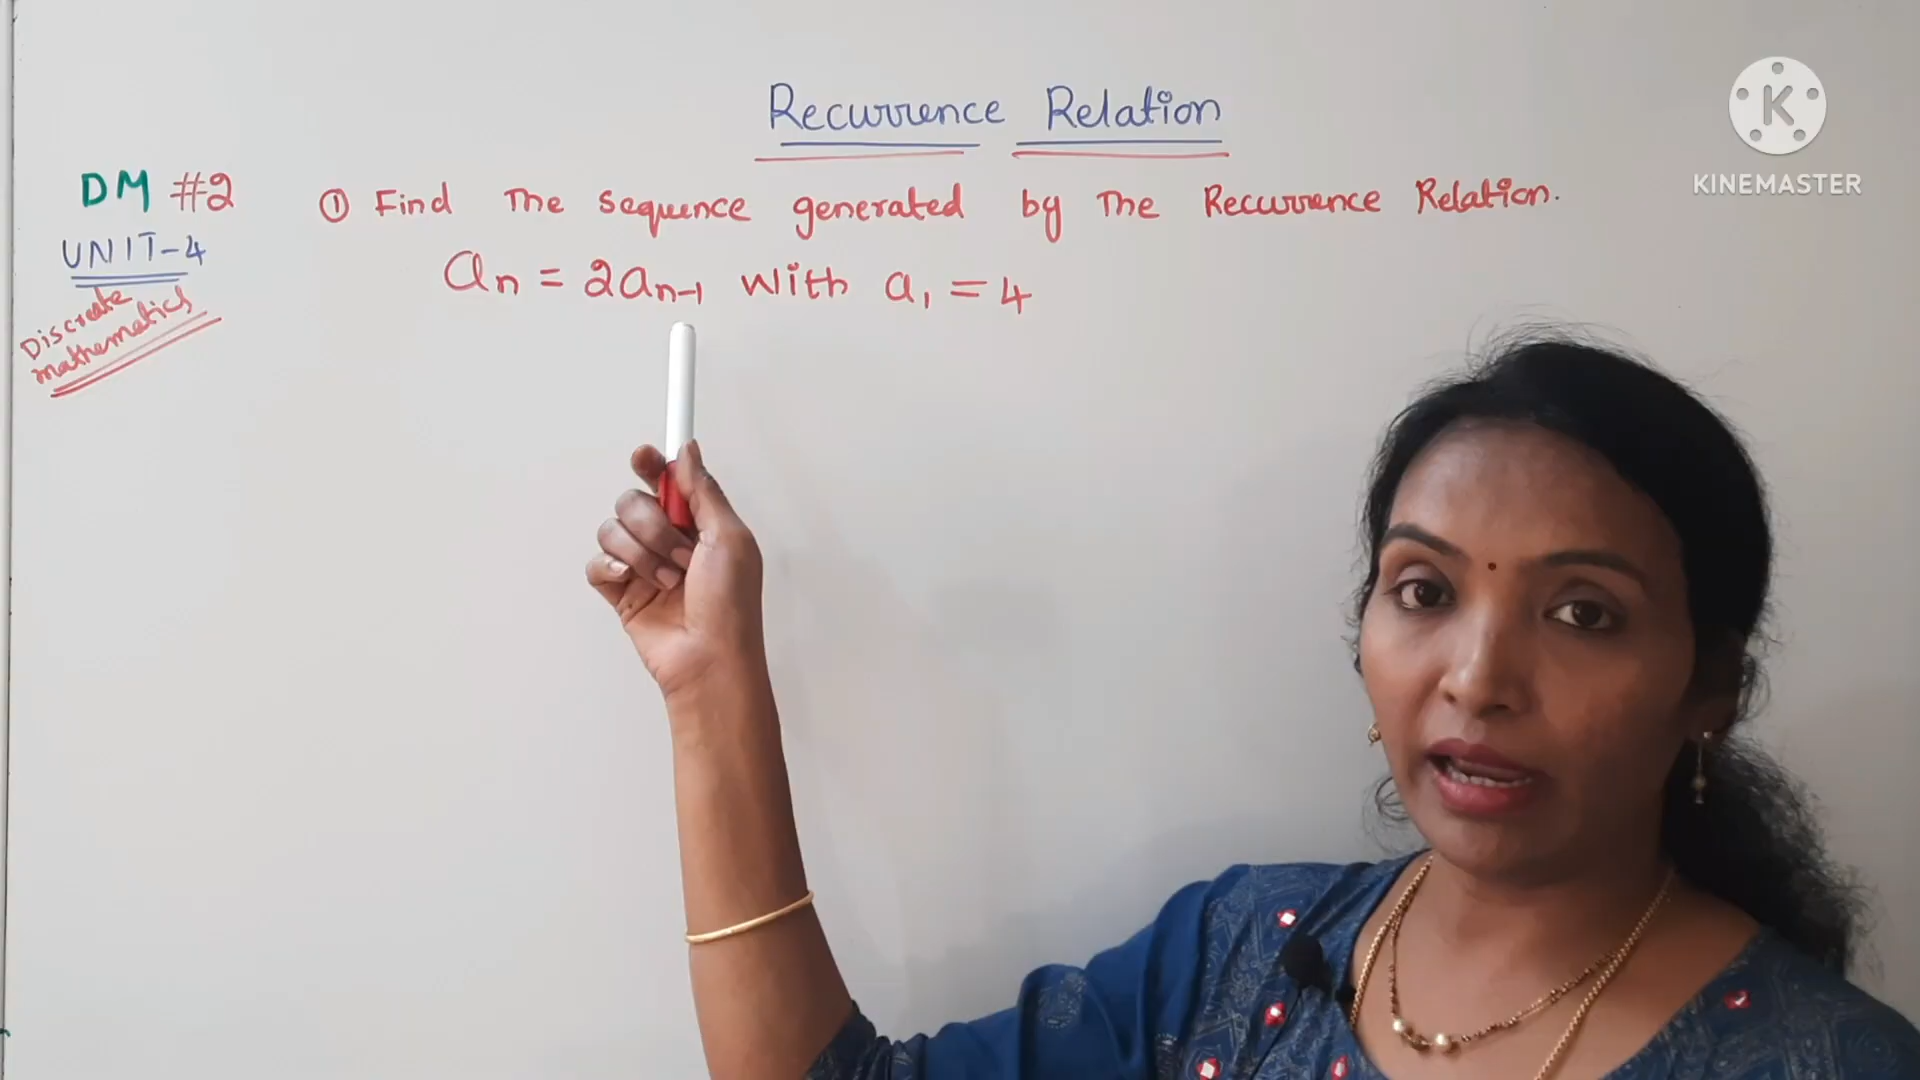 Recurrence Relation
DM #2
UNIT-4
Discreate
mathematics
① Find The sequence generated by The Recurrence Relation.
aₙ = 2aₙ₋₁ with a₁ = 4
KINEMASTER